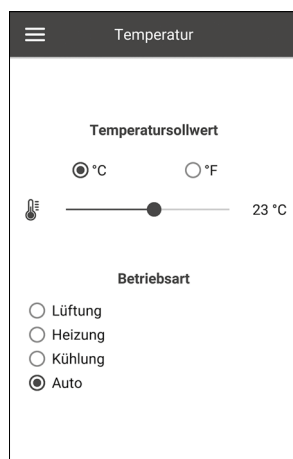 Temperatur
Temperatursollwert
°C °F
23 °C
Betriebsart
Lüftung
Heizung
Kühlung
Auto